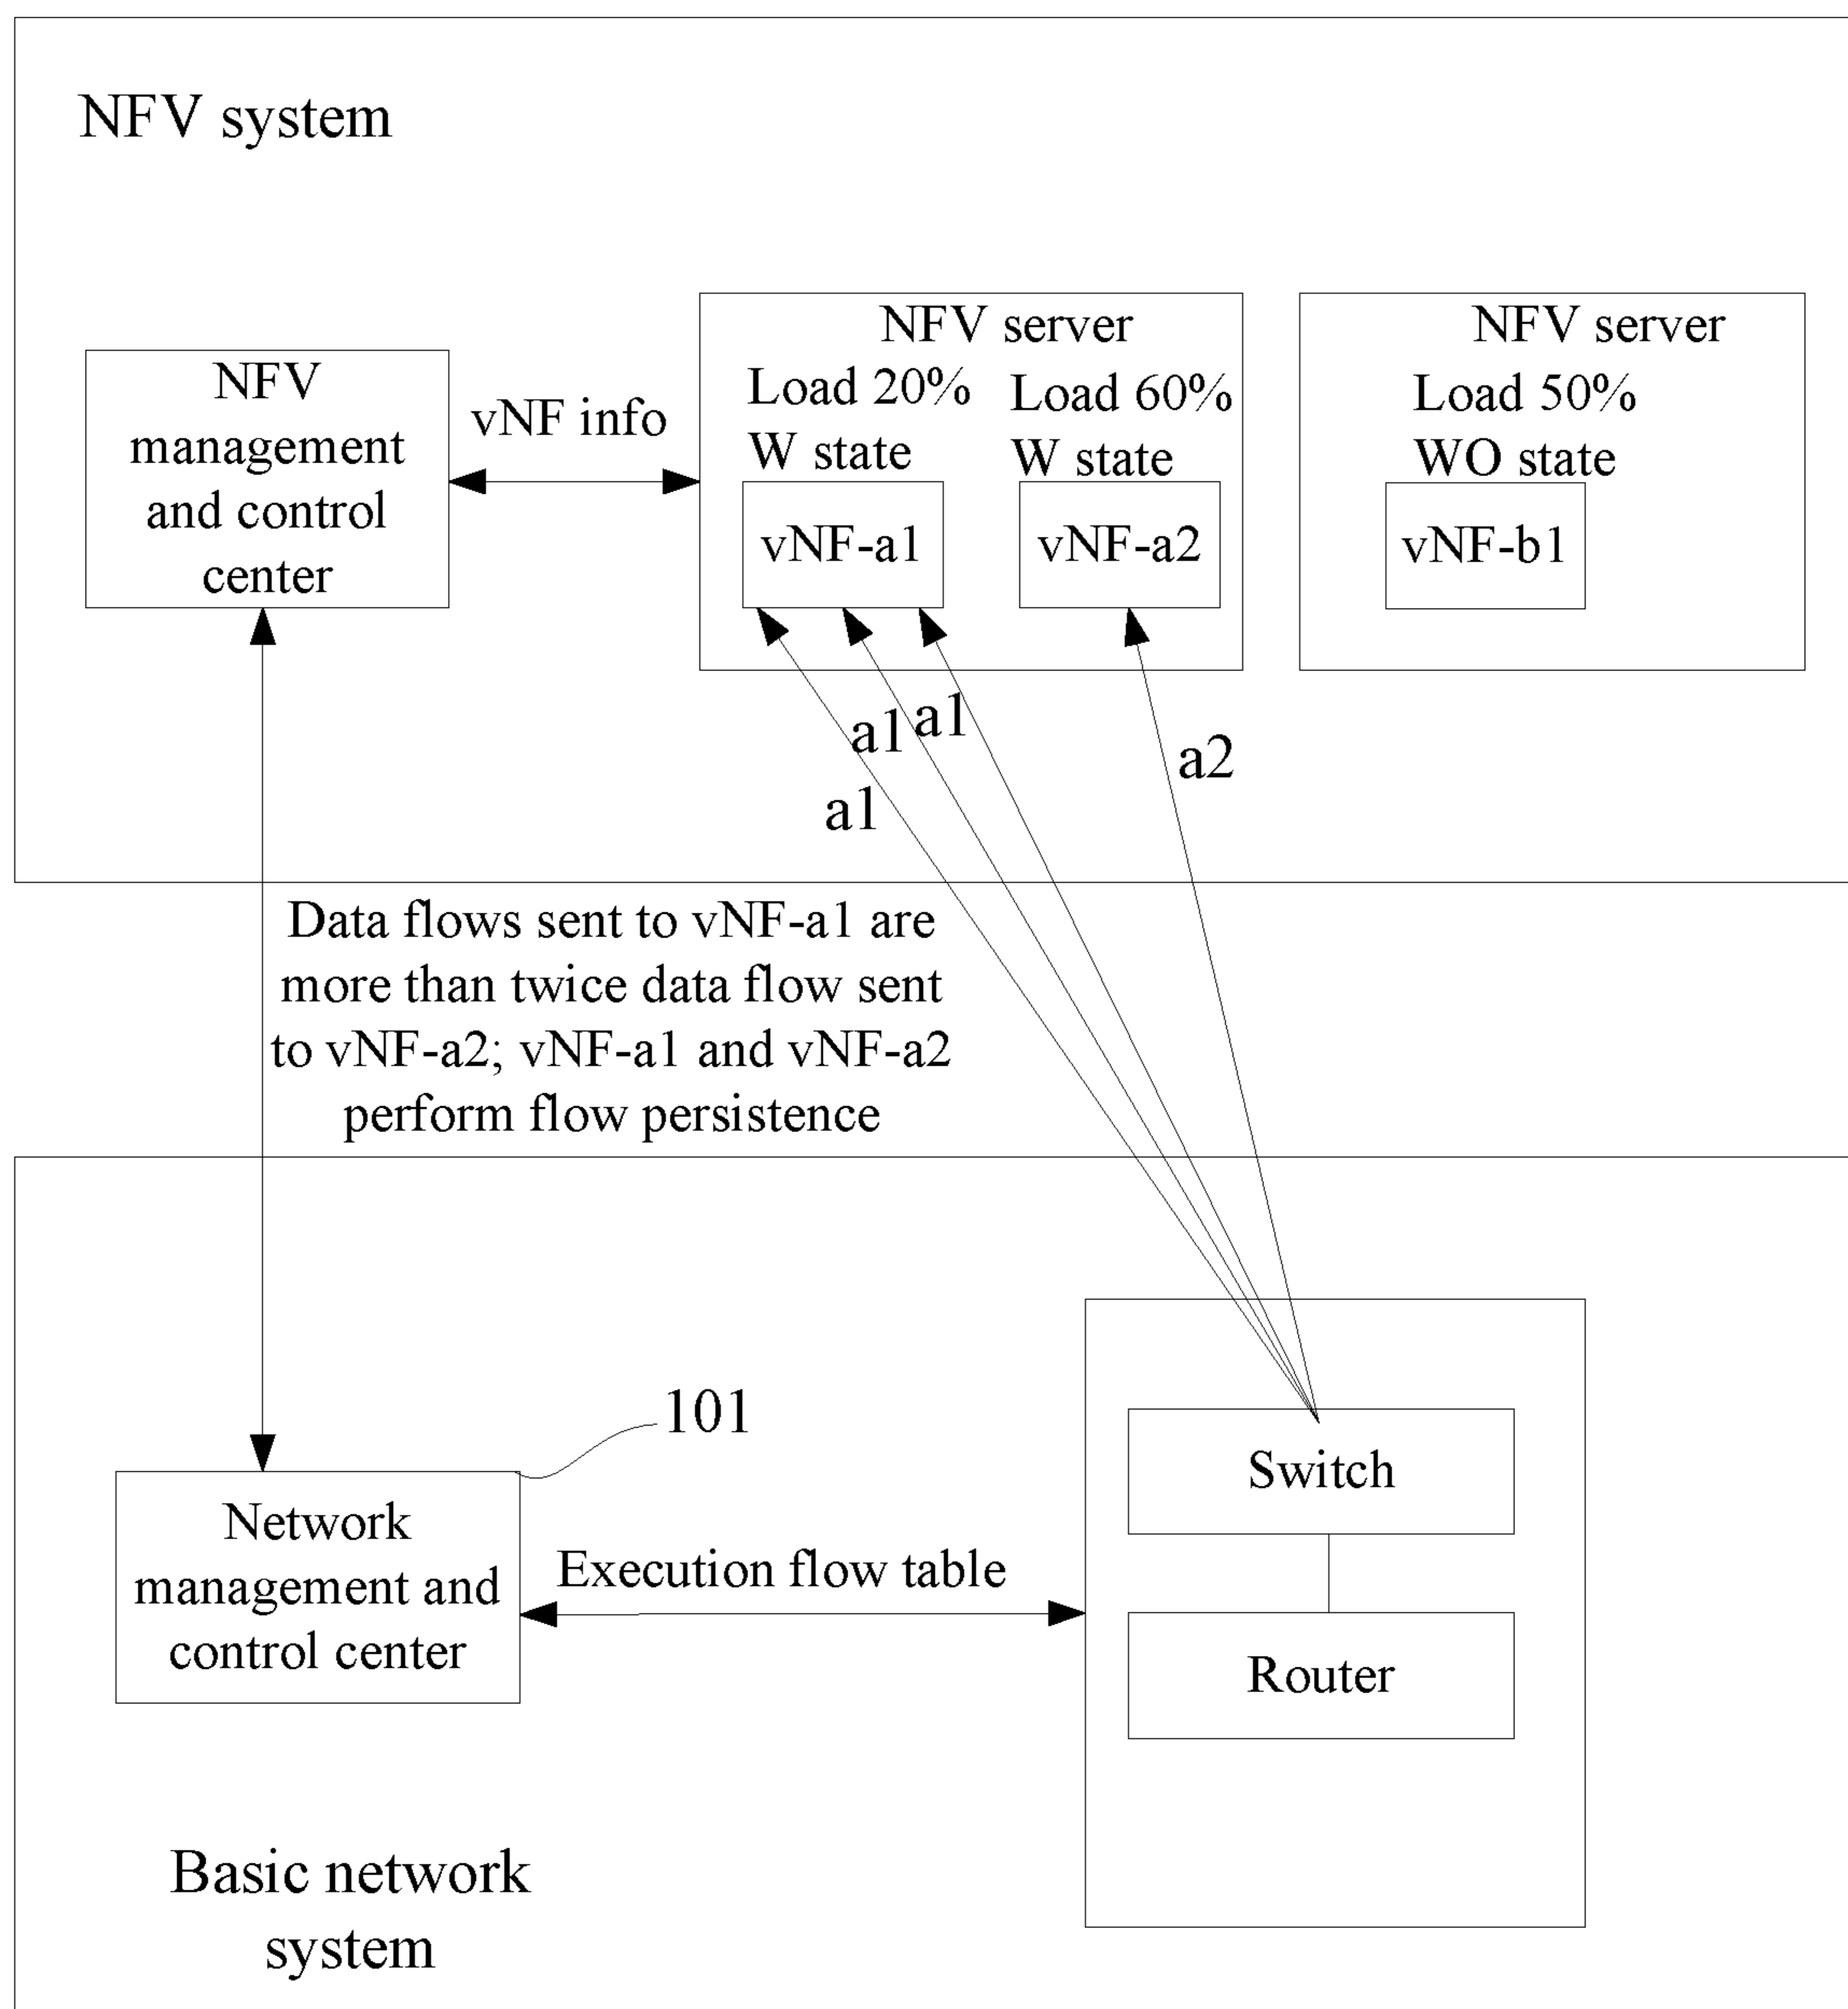 NFV system
NFV
management
and control
center
vNF info
NFV server
Load 20%
W state
Load 60%
W state
vNF-a1
vNF-a2
NFV server
Load 50%
WO state
vNF-b1
a1
a1
a1
a2
Data flows sent to vNF-a1 are
more than twice data flow sent
to vNF-a2; vNF-a1 and vNF-a2
perform flow persistence
101
Network
management and
control center
Execution flow table
Switch
Router
Basic network
system